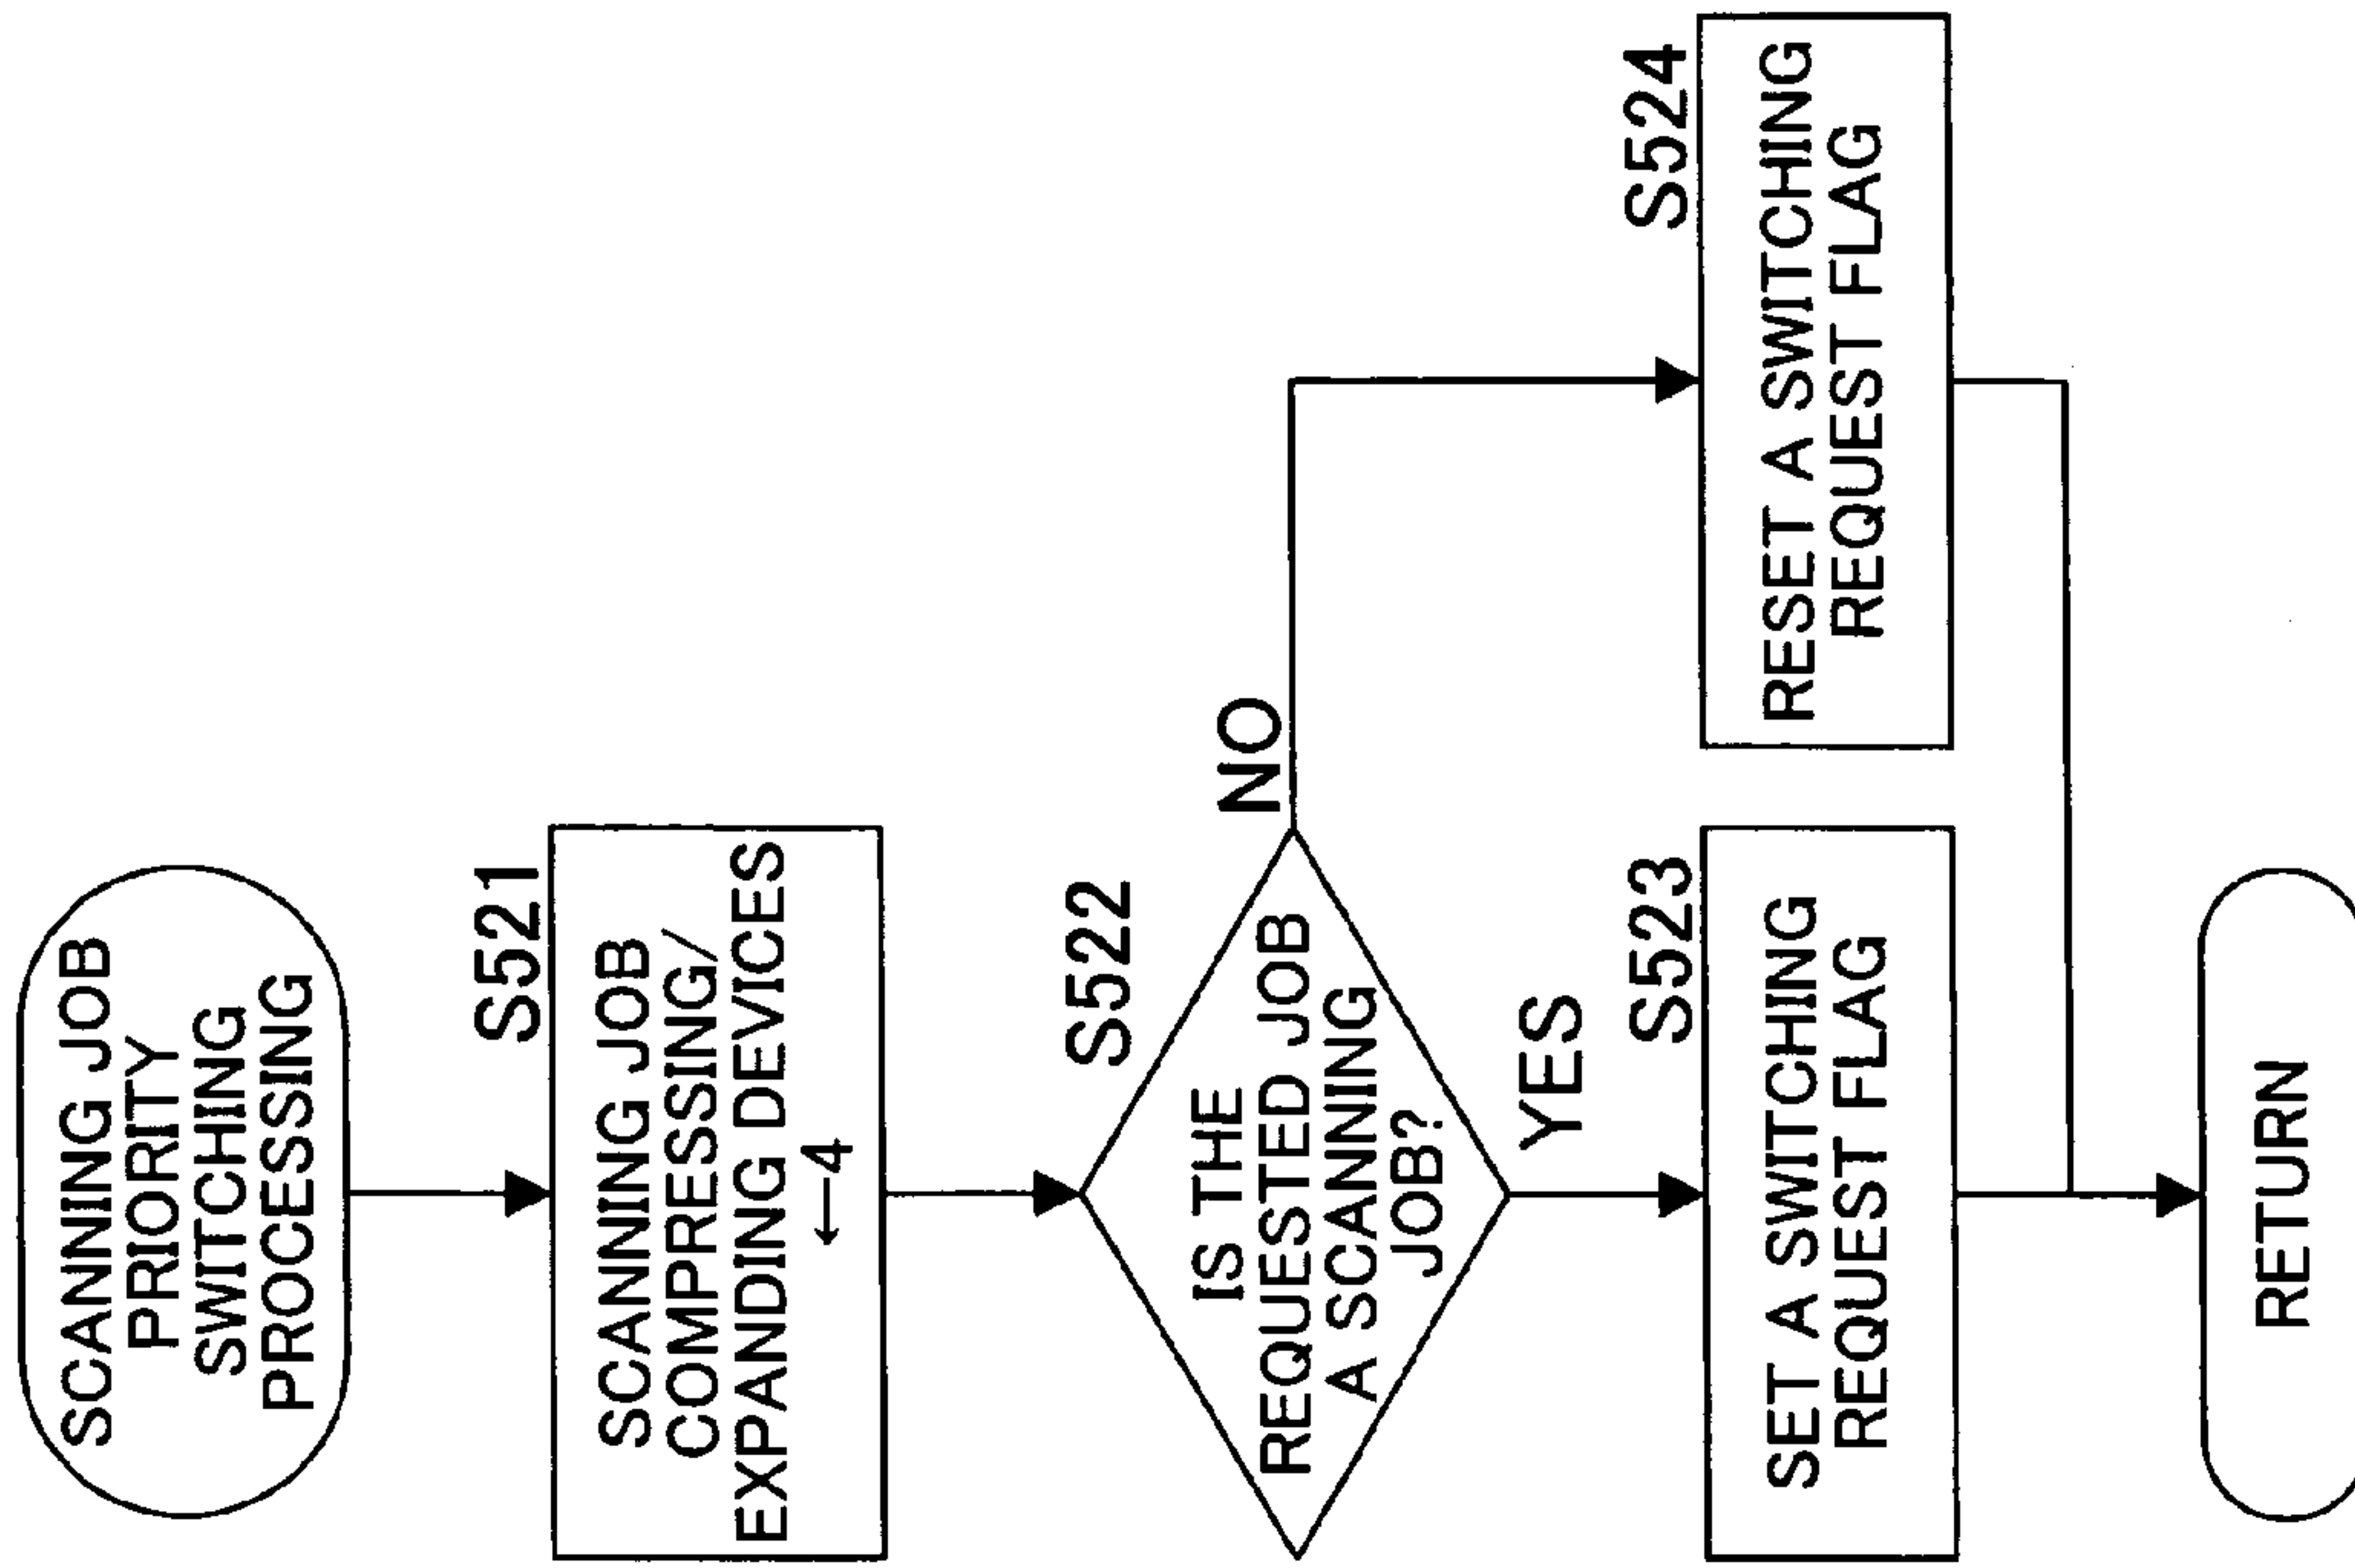 SCANNING JOB
PRIORITY
SWITCHING
PROCESSING
S521
SCANNING JOB
COMPRESSING/
EXPANDING DEVICES
←4
S522
IS THE
REQUESTED JOB
A SCANNING
JOB?
NO
YES
S523
SET A SWITCHING
REQUEST FLAG
S524
RESET A SWITCHING
REQUEST FLAG
RETURN